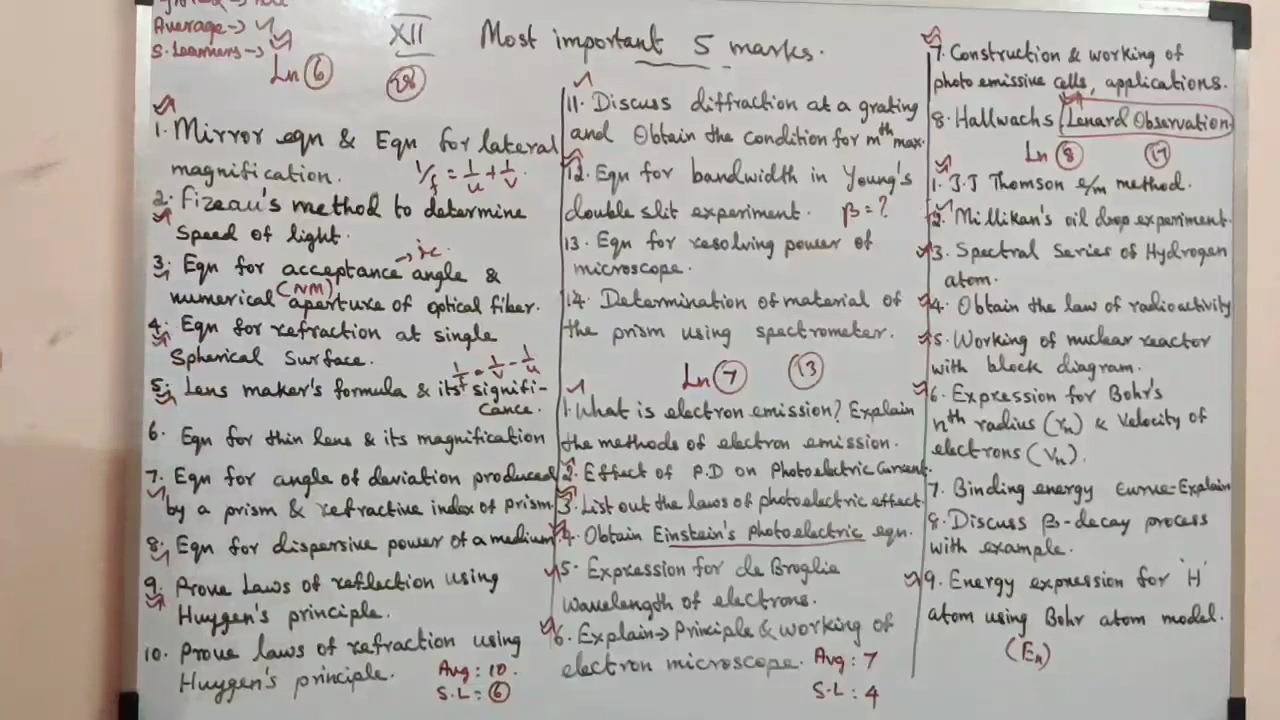 Average →
S. Learners →
XII Most important 5 marks.
Ln 6 28
1. Mirror eqn & Eqn for lateral
magnification. 1/f = 1/u + 1/v
2. Fizeau's method to determine
Speed of light.
3. Eqn for acceptance angle & → ic
(NM)
numerical aperture of optical fiber.
4. Eqn for refraction at single
Spherical Surface.
1/f = 1/v - 1/u
5. Lens maker's formula & its signifi-
cance.
6. Eqn for thin lens & its magnification
7. Eqn for angle of deviation produced
by a prism & refractive index of prism
8. Eqn for dispersive power of a medium
9. Prove Laws of reflection using
Huygen's principle.
10. Prove laws of refraction using
Huygen's principle.
Avg: 10.
S.L = 6
11. Discuss diffraction at a grating
and Obtain the condition for mth max.
12. Eqn for bandwidth in Young's
double slit experiment. β = ?
13. Eqn for resolving power of
microscope.
14. Determination of material of
the prism using spectrometer.
Ln 7 13
1. What is electron emission? Explain
the methods of electron emission.
2. Effect of P.D on Photoelectric Current.
3. List out the laws of photoelectric effect
4. Obtain Einstein's photoelectric eqn.
5. Expression for de Broglie
Wavelength of electrons.
6. Explain → Principle & working of
electron microscope.
Avg: 7
S.L: 4
7. Construction & working of
photo emissive cells, applications.
8. Hallwachs Lenard Observation
Ln 8 17
1. J.J Thomson e/m method.
2. Millikan's oil drop experiment.
3. Spectral Series of Hydrogen
atom.
4. Obtain the law of radioactivity
5. Working of nuclear reactor
with block diagram.
6. Expression for Bohr's
nth radius (rn) & Velocity of
electrons (Vn).
7. Binding energy curve-Explain
8. Discuss β-decay process
with example.
9. Energy expression for 'H'
atom using Bohr atom model.
(En)